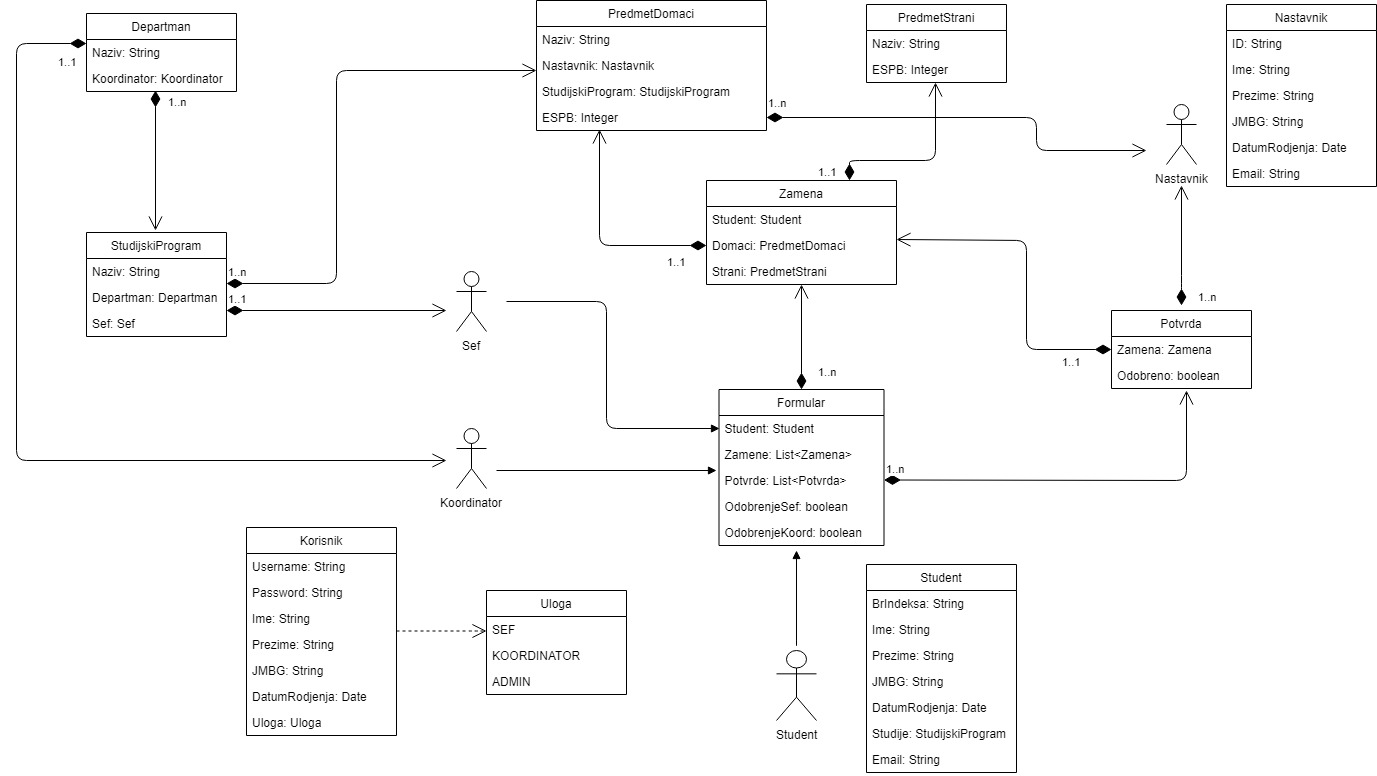 Departman
Naziv: String
Koordinator: Koordinator
1..1
1..n
PredmetDomaci
Naziv: String
Nastavnik: Nastavnik
StudijskiProgram: StudijskiProgram
ESPB: Integer
1..n
PredmetStrani
Naziv: String
ESPB: Integer
Nastavnik
ID: String
Ime: String
Prezime: String
JMBG: String
DatumRodjenja: Date
Email: String
Nastavnik
1..1
Zamena
Student: Student
Domaci: PredmetDomaci
Strani: PredmetStrani
1..1
StudijskiProgram
Naziv: String
Departman: Departman
Sef: Sef
1..n
1..1
Sef
1..n
Potvrda
Zamena: Zamena
Odobreno: boolean
1..1
1..n
Formular
Student: Student
Zamene: List<Zamena>
Potvrde: List<Potvrda>
OdobrenjeSef: boolean
OdobrenjeKoord: boolean
1..n
Koordinator
Korisnik
Username: String
Password: String
Ime: String
Prezime: String
JMBG: String
DatumRodjenja: Date
Uloga: Uloga
Uloga
SEF
KOORDINATOR
ADMIN
Student
Student
BrIndeksa: String
Ime: String
Prezime: String
JMBG: String
DatumRodjenja: Date
Studije: StudijskiProgram
Email: String